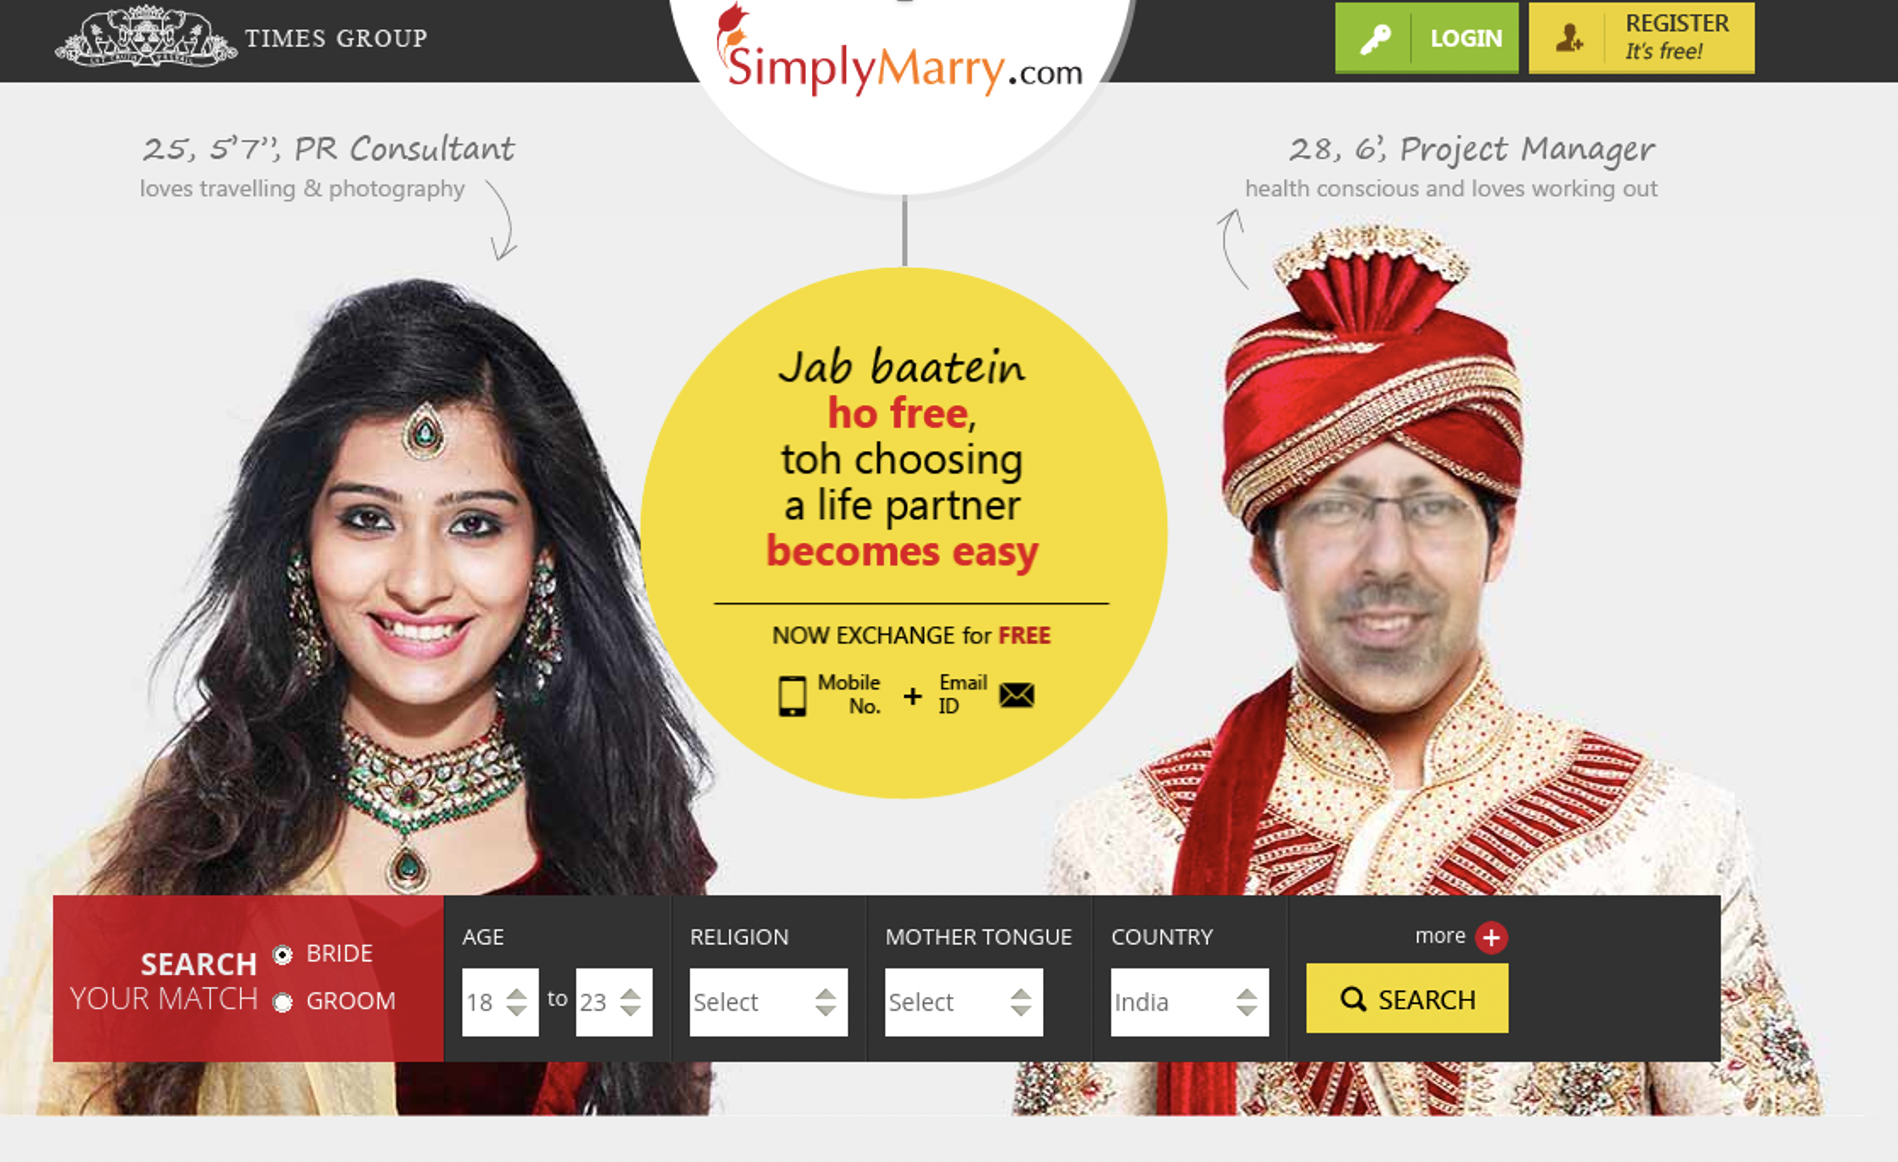 TIMES GROUP
SimplyMarry.com
LOGIN
REGISTER
It's free!
25, 5'7", PR Consultant
loves travelling & photography
28, 6', Project Manager
health conscious and loves working out
Jab baatein
ho free,
toh choosing
a life partner
becomes easy
NOW EXCHANGE for FREE
Mobile No. + Email ID
SEARCH
YOUR MATCH
BRIDE
GROOM
AGE
18 to 23
RELIGION
Select
MOTHER TONGUE
Select
COUNTRY
India
more +
SEARCH